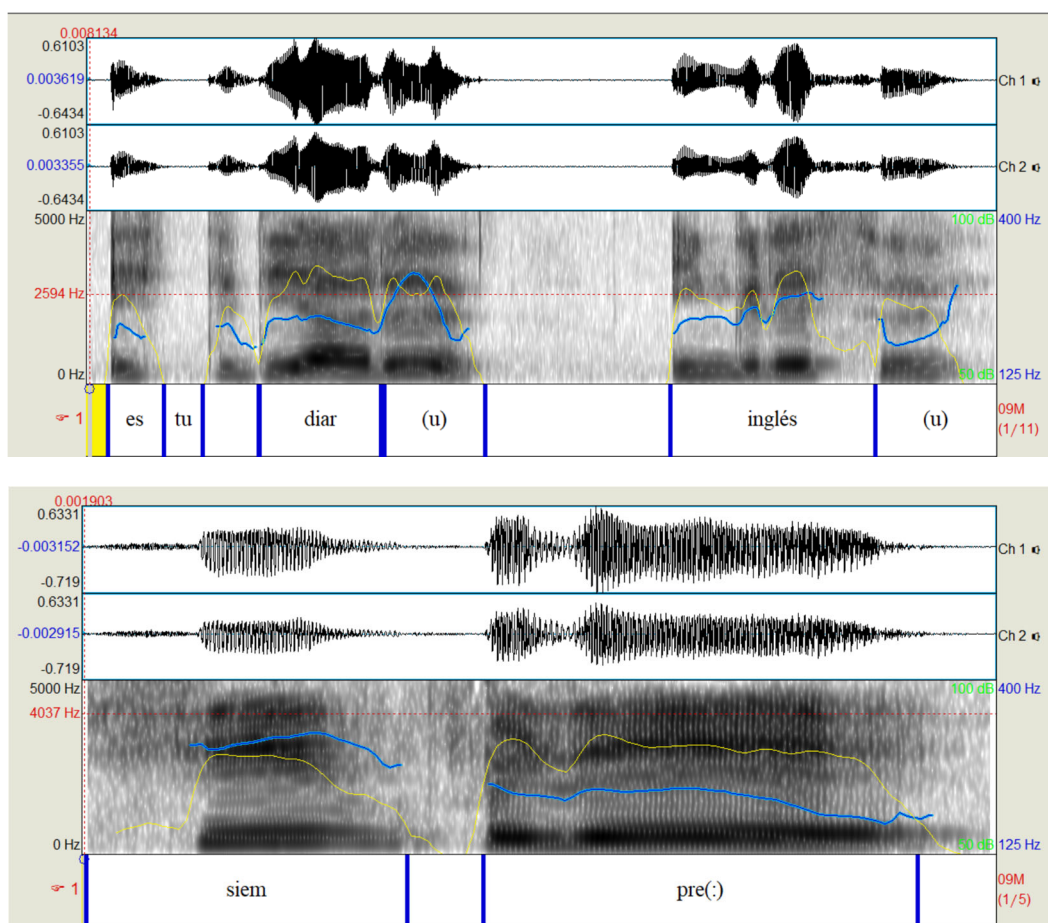 0.008134
0.6103
0.003619
-0.6434
Ch 1
0.6103
0.003355
-0.6434
Ch 2
5000 Hz 100 dB 400 Hz
2594 Hz
0 Hz 50 dB 125 Hz
1 es tu diar (u) inglés (u) 09M
(1/11)
0.001903
0.6331
-0.003152
-0.719
Ch 1
0.6331
-0.002915
-0.719
Ch 2
5000 Hz 100 dB 400 Hz
4037 Hz
0 Hz 50 dB 125 Hz
1 siem pre(:) 09M
(1/5)